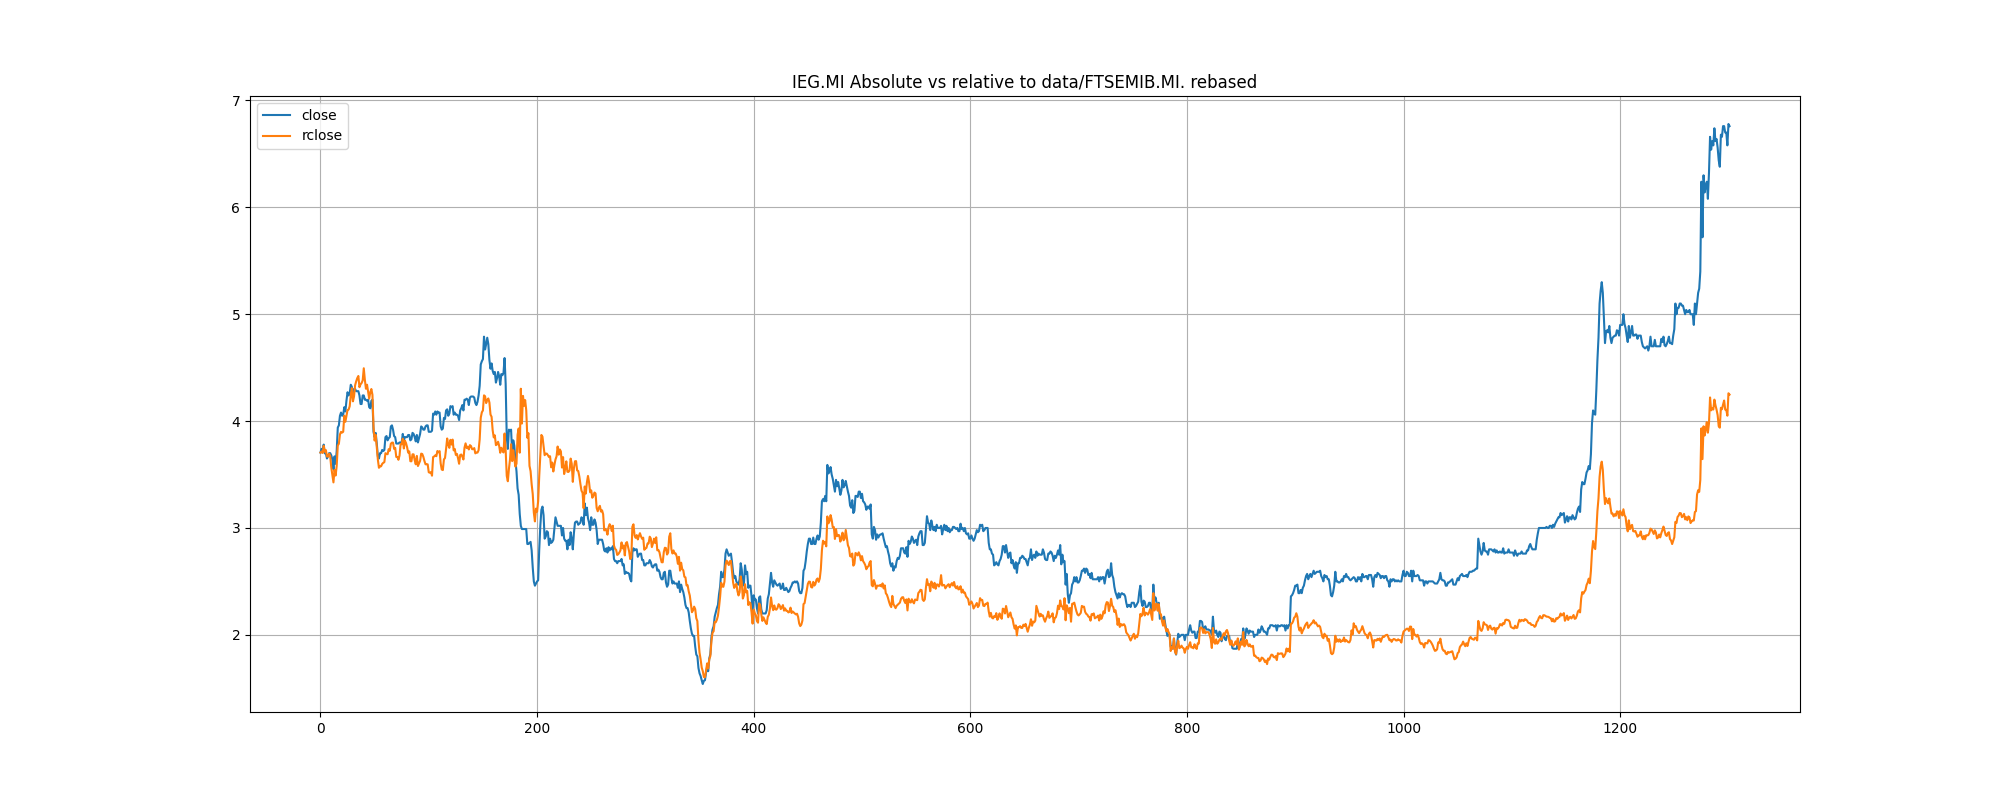 IEG.MI Absolute vs relative to data/FTSEMIB.MI. rebased
close
rclose
7
6
5
4
3
2
0 200 400 600 800 1000 1200